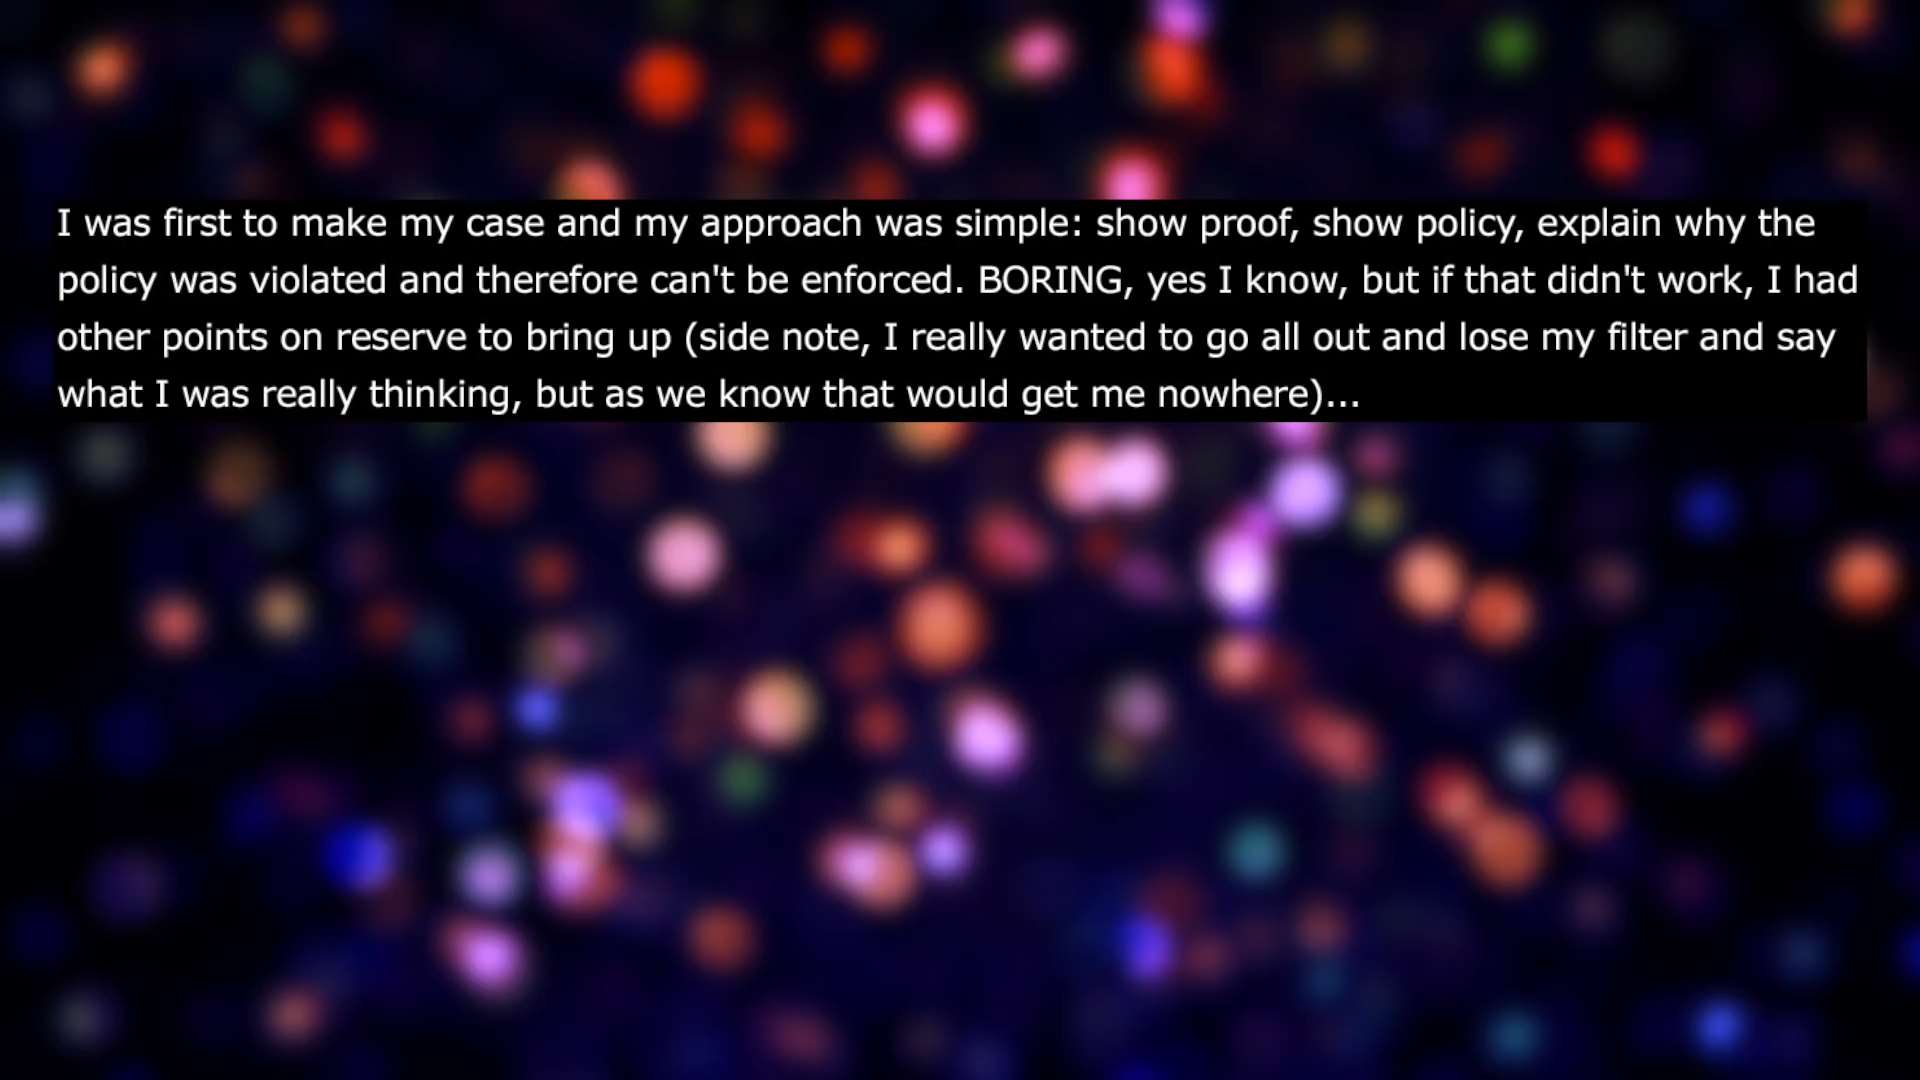 I was first to make my case and my approach was simple: show proof, show policy, explain why the
policy was violated and therefore can't be enforced. BORING, yes I know, but if that didn't work, I had
other points on reserve to bring up (side note, I really wanted to go all out and lose my filter and say
what I was really thinking, but as we know that would get me nowhere)...